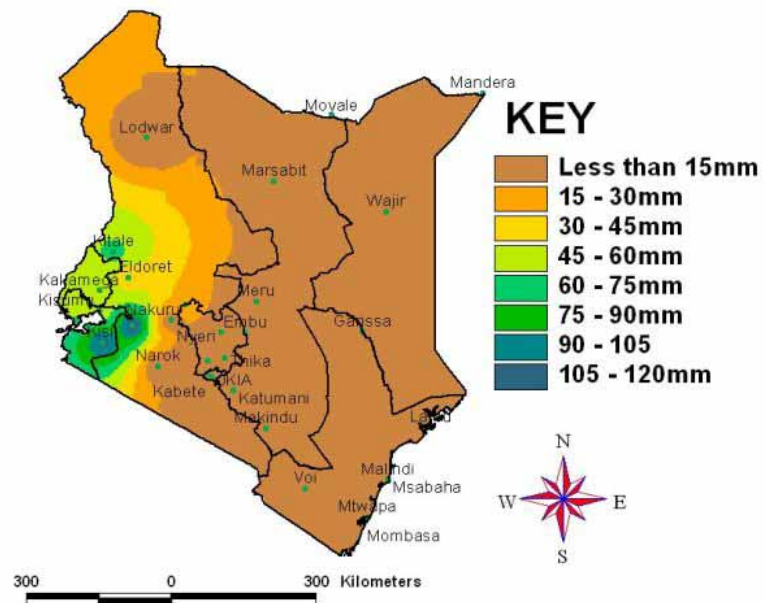 Mandera
Moyale
KEY
Lodwar
Less than 15mm
Marsabit
15 - 30mm
Wajir
30 - 45mm
Kitale
45 - 60mm
Eldoret
60 - 75mm
Kakamega
Kisumu
Meru
75 - 90mm
Nakuru
Embu
Garissa
Kisii
Nyeri
90 - 105
Narok
Thika
105 - 120mm
JKIA
Kabete
Katumani
Makindu
Lamu
N
Malindi
Voi
Msabaha
W
E
Mtwapa
Mombasa
S
300
0
300
Kilometers